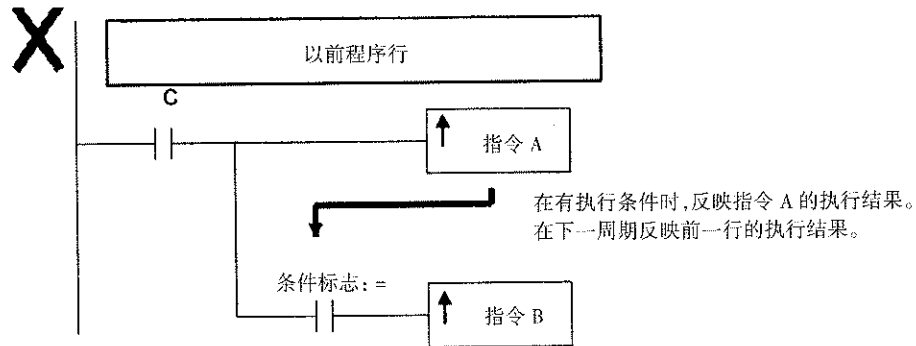 以前程序行
C
指令 A
在有执行条件时,反映指令 A 的执行结果。
在下一周期反映前一行的执行结果。
条件标志: =
指令 B